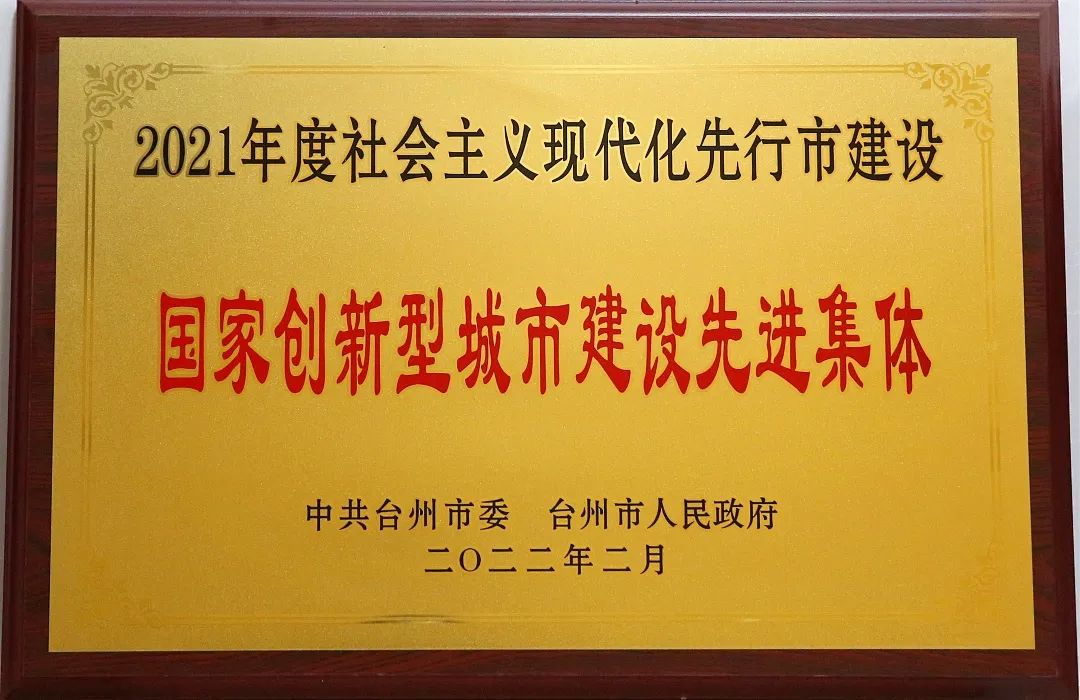 2021年度社会主义现代化先行市建设
国家创新型城市建设先进集体
中共台州市委 台州市人民政府
二〇二二年二月